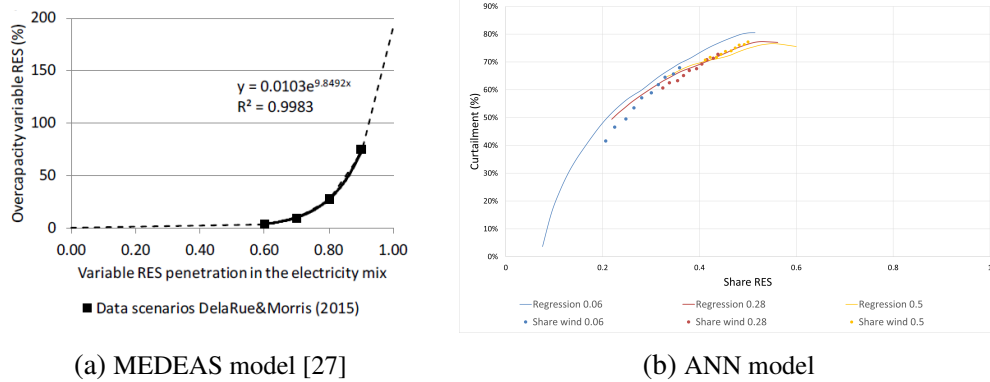 200
150
100
50
0
Overcapacity variable RES (%)
y = 0.0103e^9.8492x
R² = 0.9983
0.00 0.20 0.40 0.60 0.80 1.00
Variable RES penetration in the electricity mix
■ Data scenarios DelaRue&Morris (2015)
(a) MEDEAS model [27]
90%
80%
70%
60%
50%
40%
30%
20%
10%
0%
Curtailment (%)
0 0.2 0.4 0.6 0.8 1
Share RES
Regression 0.06 Regression 0.28 Regression 0.5
Share wind 0.06 Share wind 0.28 Share wind 0.5
(b) ANN model